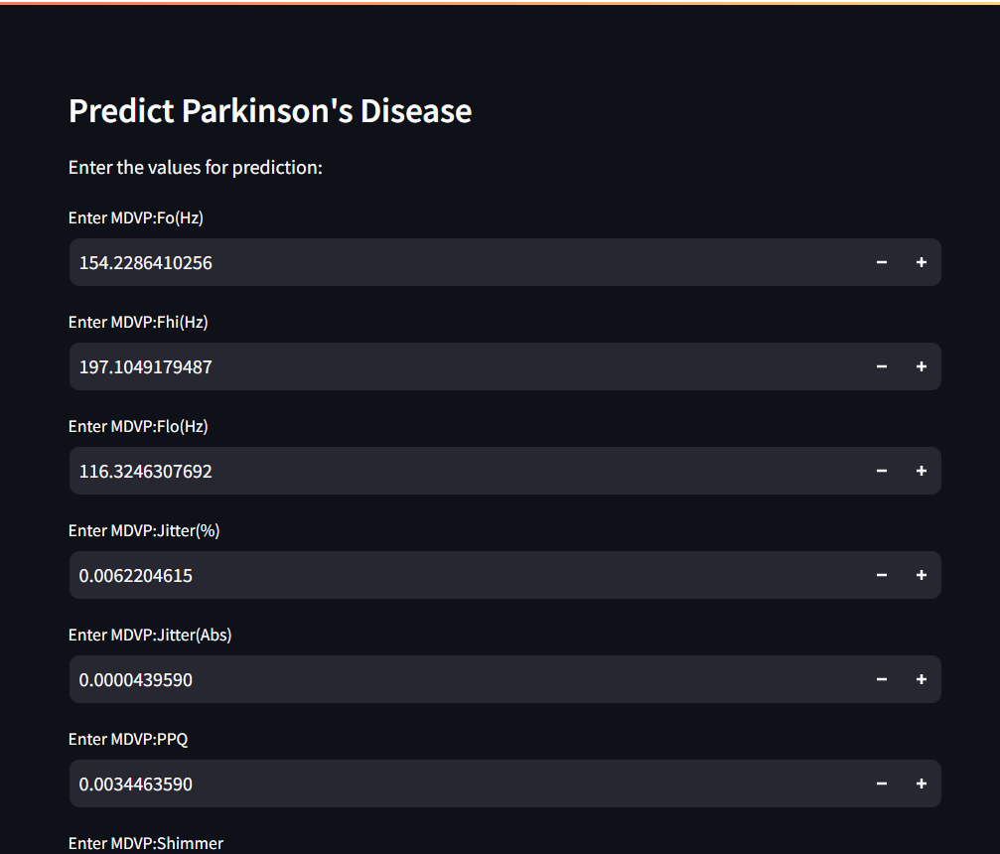 Predict Parkinson's Disease
Enter the values for prediction:
Enter MDVP:Fo(Hz)
154.2286410256
Enter MDVP:Fhi(Hz)
197.1049179487
Enter MDVP:Flo(Hz)
116.3246307692
Enter MDVP:Jitter(%)
0.0062204615
Enter MDVP:Jitter(Abs)
0.0000439590
Enter MDVP:PPQ
0.0034463590
Enter MDVP:Shimmer